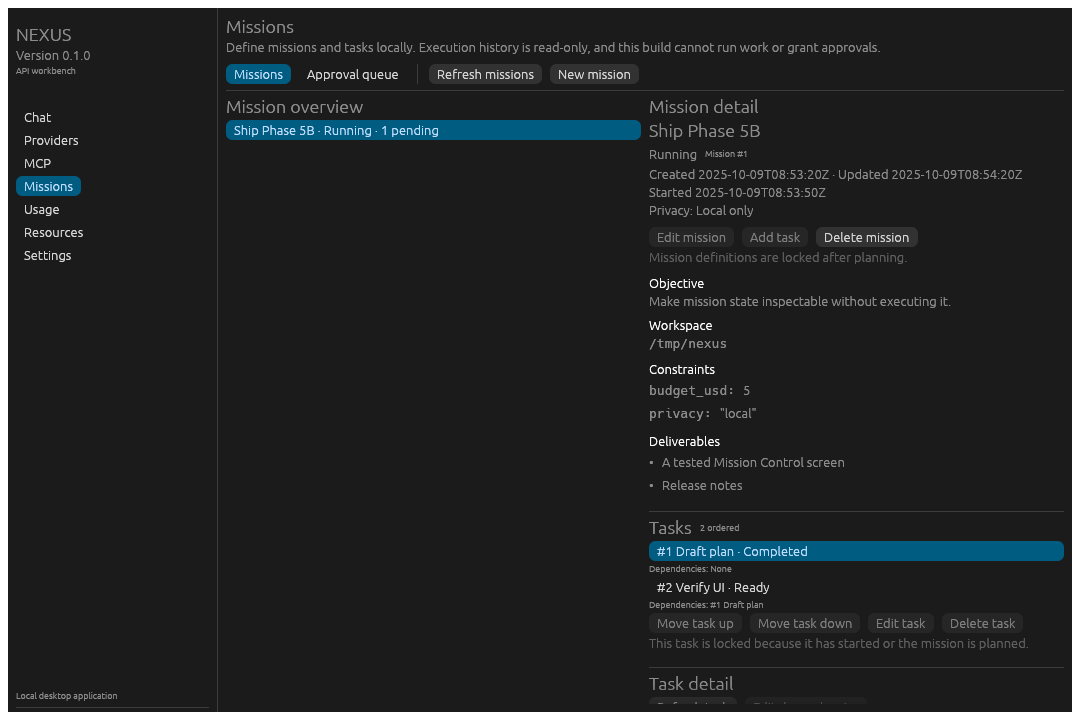 NEXUS
Version 0.1.0
API workbench
Chat
Providers
MCP
Missions
Usage
Resources
Settings
Local desktop application
Missions
Define missions and tasks locally. Execution history is read-only, and this build cannot run work or grant approvals.
Missions Approval queue Refresh missions New mission
Mission overview
Ship Phase 5B · Running · 1 pending
Mission detail
Ship Phase 5B
Running Mission #1
Created 2025-10-09T08:53:20Z · Updated 2025-10-09T08:54:20Z
Started 2025-10-09T08:53:50Z
Privacy: Local only
Edit mission Add task Delete mission
Mission definitions are locked after planning.
Objective
Make mission state inspectable without executing it.
Workspace
/tmp/nexus
Constraints
budget_usd: 5
privacy: "local"
Deliverables
• A tested Mission Control screen
• Release notes
Tasks 2 ordered
#1 Draft plan · Completed
Dependencies: None
#2 Verify UI · Ready
Dependencies: #1 Draft plan
Move task up Move task down Edit task Delete task
This task is locked because it has started or the mission is planned.
Task detail